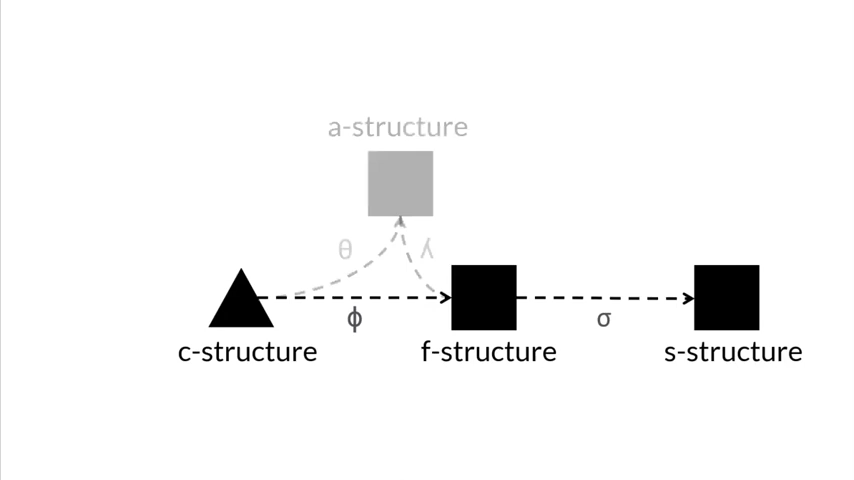 a-structure
θ
λ
ϕ
σ
c-structure
f-structure
s-structure